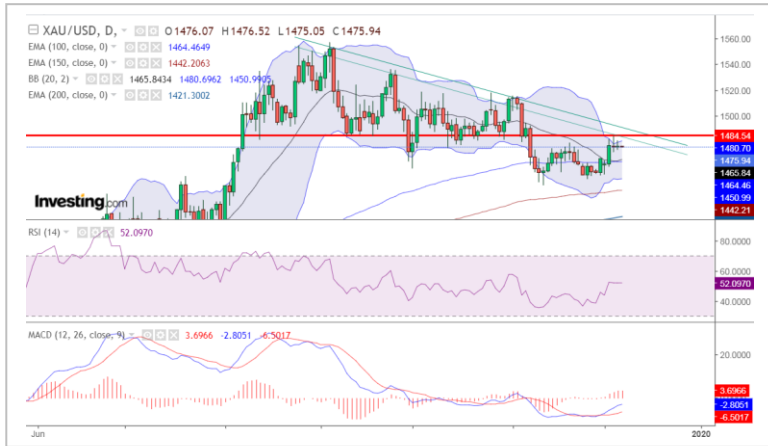 XAU/USD, D, O1476.07 H1476.52 L1475.05 C1475.94
EMA (100, close, 0) 1464.4649
EMA (150, close, 0) 1442.2063
BB (20, 2) 1465.8434 1480.6962 1450.9905
EMA (200, close, 0) 1421.3002
1560.00
1540.00
1520.00
1500.00
1484.54
1480.70
1475.94
1465.84
1464.46
1450.99
1442.21
Investing.com
RSI (14) 52.0970
80.0000
60.0000
52.0970
40.0000
MACD (12, 26, close, 9) 3.6966 -2.8051 -6.5017
20.0000
3.6966
-2.8051
-6.5017
Jun 2020